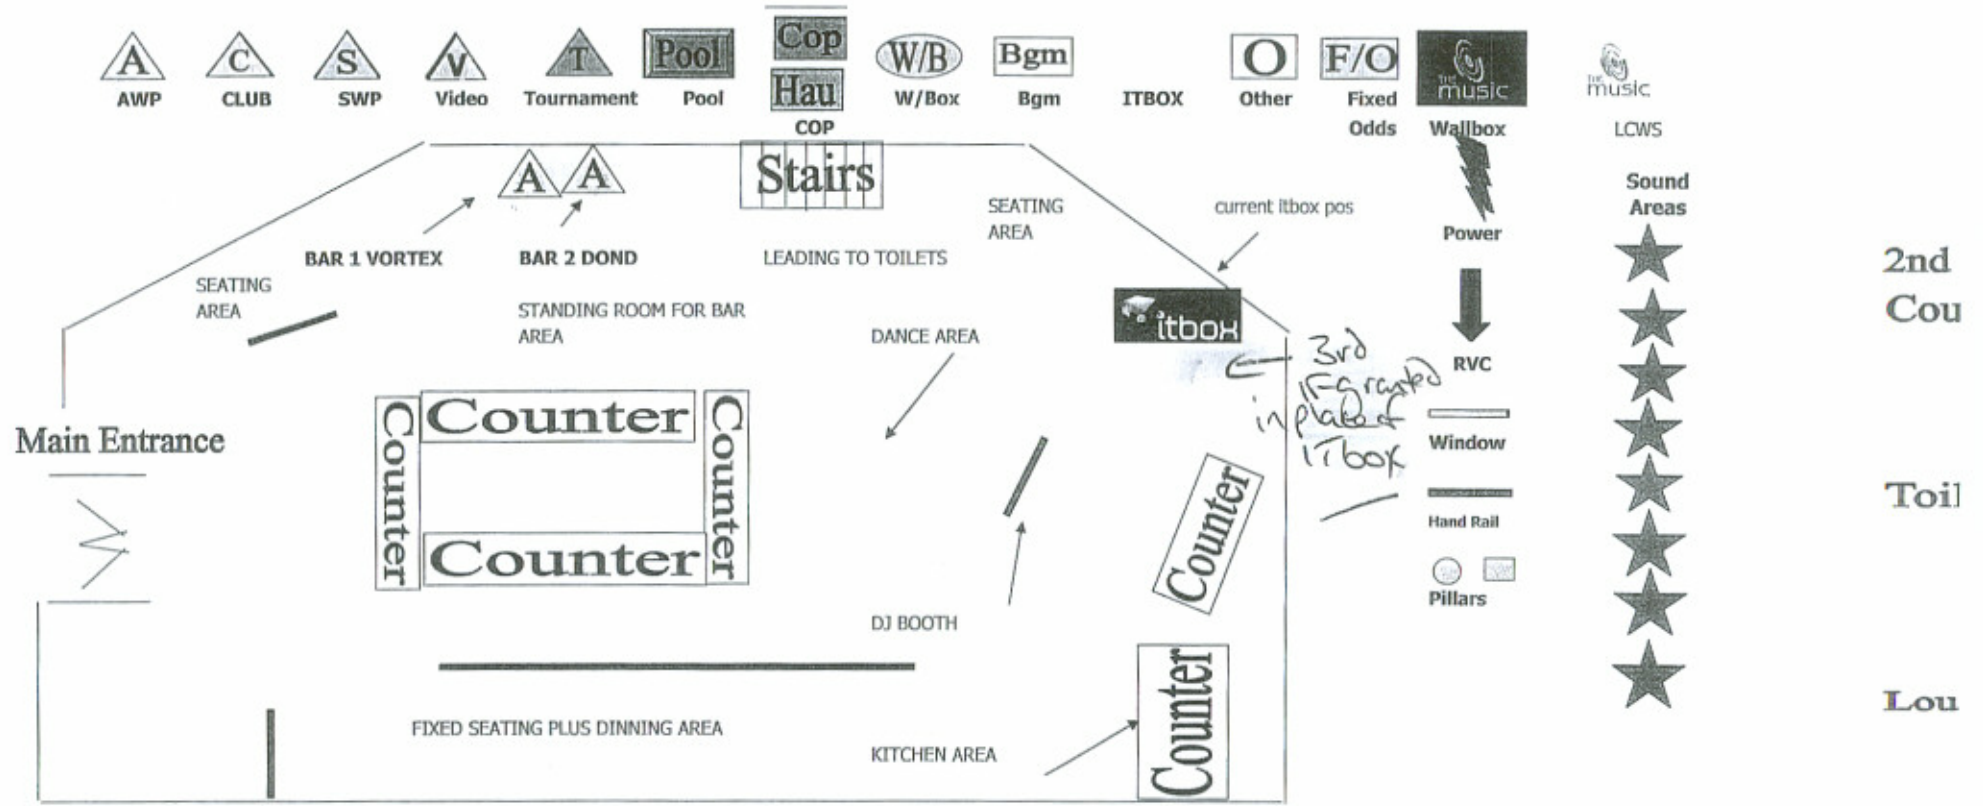 A
AWP
C
CLUB
S
SWP
V
Video
T
Tournament
Pool
Pool
Cop
Hau
COP
W/B
W/Box
Bgm
Bgm
ITBOX
O
Other
F/O
Fixed
Odds
THE
music
Wallbox
THE
music
LCWS
A A
Stairs
BAR 1 VORTEX
BAR 2 DOND
LEADING TO TOILETS
SEATING
AREA
current itbox pos
Power
Sound
Areas
SEATING
AREA
STANDING ROOM FOR BAR
AREA
DANCE AREA
itbox
3rd
IF granted
in place of
ITbox
RVC
Window
Hand Rail
Pillars
2nd
Cou
Toil
Lou
Main Entrance
Counter
Counter
Counter
Counter
Counter
DJ BOOTH
FIXED SEATING PLUS DINNING AREA
KITCHEN AREA
Counter